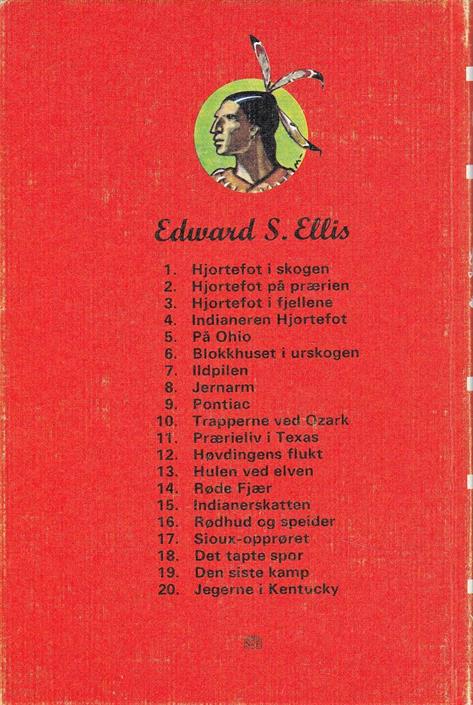 Edward S. Ellis
1. Hjortefot i skogen
2. Hjortefot på prærien
3. Hjortefot i fjellene
4. Indianeren Hjortefot
5. På Ohio
6. Blokkhuset i urskogen
7. Ildpilen
8. Jernarm
9. Pontiac
10. Trapperne ved Ozark
11. Prærieliv i Texas
12. Høvdingens flukt
13. Hulen ved elven
14. Røde Fjær
15. Indianerskatten
16. Rødhud og speider
17. Sioux-opprøret
18. Det tapte spor
19. Den siste kamp
20. Jegerne i Kentucky